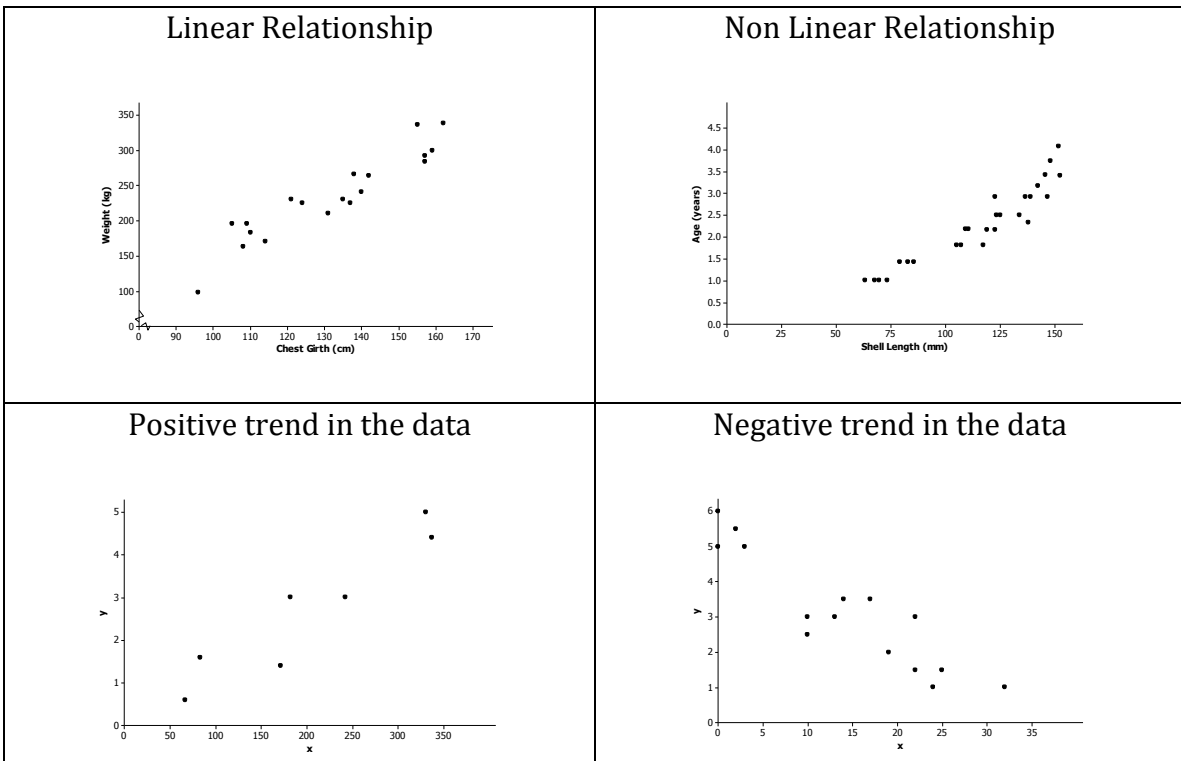 Linear Relationship
350
300
250
200
150
100
0
Weight (kg)
0 90 100 110 120 130 140 150 160 170
Chest Girth (cm)
Non Linear Relationship
4.5
4.0
3.5
3.0
2.5
2.0
1.5
1.0
0.5
0.0
Age (years)
0 25 50 75 100 125 150
Shell Length (mm)
Positive trend in the data
5
4
3
2
1
0
y
0 50 100 150 200 250 300 350
x
Negative trend in the data
6
5
4
3
2
1
0
y
0 5 10 15 20 25 30 35
x